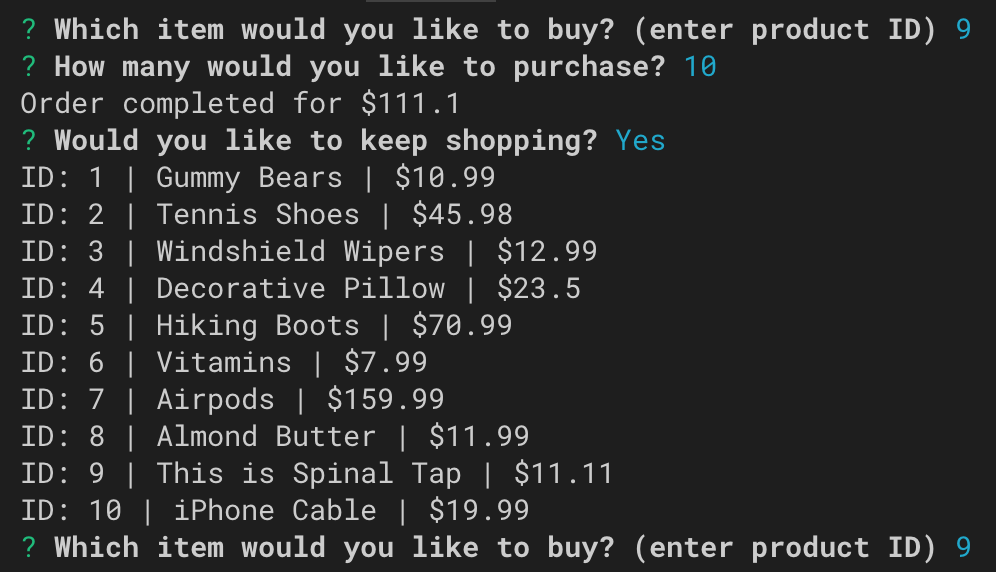 ? Which item would you like to buy? (enter product ID) 9
? How many would you like to purchase? 10
Order completed for $111.1
? Would you like to keep shopping? Yes
ID: 1 | Gummy Bears | $10.99
ID: 2 | Tennis Shoes | $45.98
ID: 3 | Windshield Wipers | $12.99
ID: 4 | Decorative Pillow | $23.5
ID: 5 | Hiking Boots | $70.99
ID: 6 | Vitamins | $7.99
ID: 7 | Airpods | $159.99
ID: 8 | Almond Butter | $11.99
ID: 9 | This is Spinal Tap | $11.11
ID: 10 | iPhone Cable | $19.99
? Which item would you like to buy? (enter product ID) 9